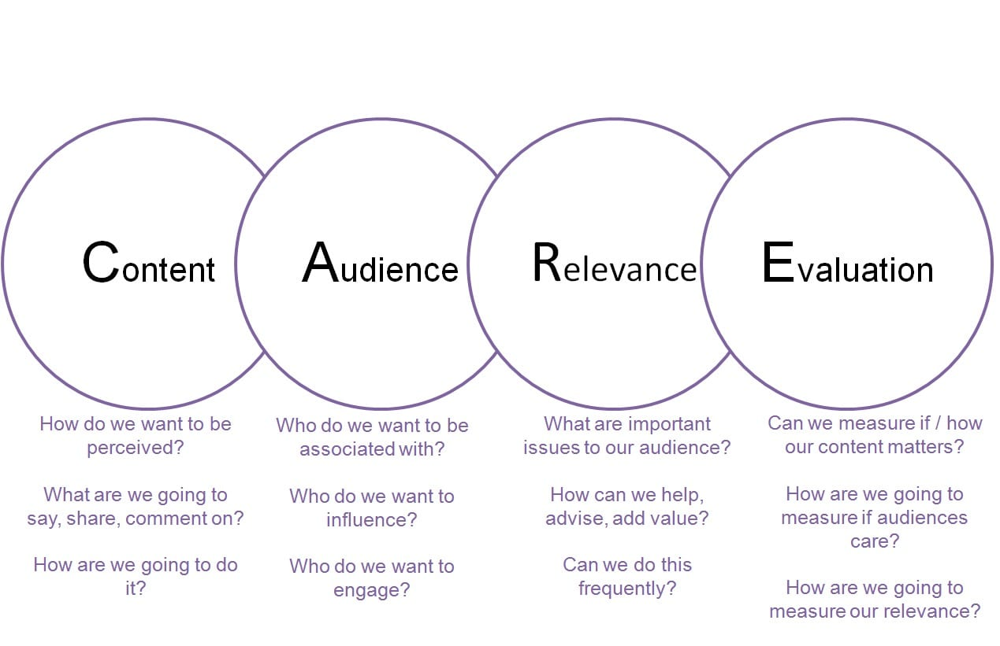 Content
Audience
Relevance
Evaluation
How do we want to be
perceived?
What are we going to
say, share, comment on?
How are we going to do
it?
Who do we want to be
associated with?
Who do we want to
influence?
Who do we want to
engage?
What are important
issues to our audience?
How can we help,
advise, add value?
Can we do this
frequently?
Can we measure if / how
our content matters?
How are we going to
measure if audiences
care?
How are we going to
measure our relevance?